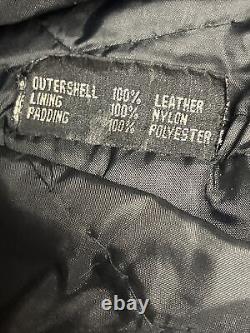 OUTERSHELL 100% LEATHER
LINING 100% NYLON
PADDING 100% POLYESTER